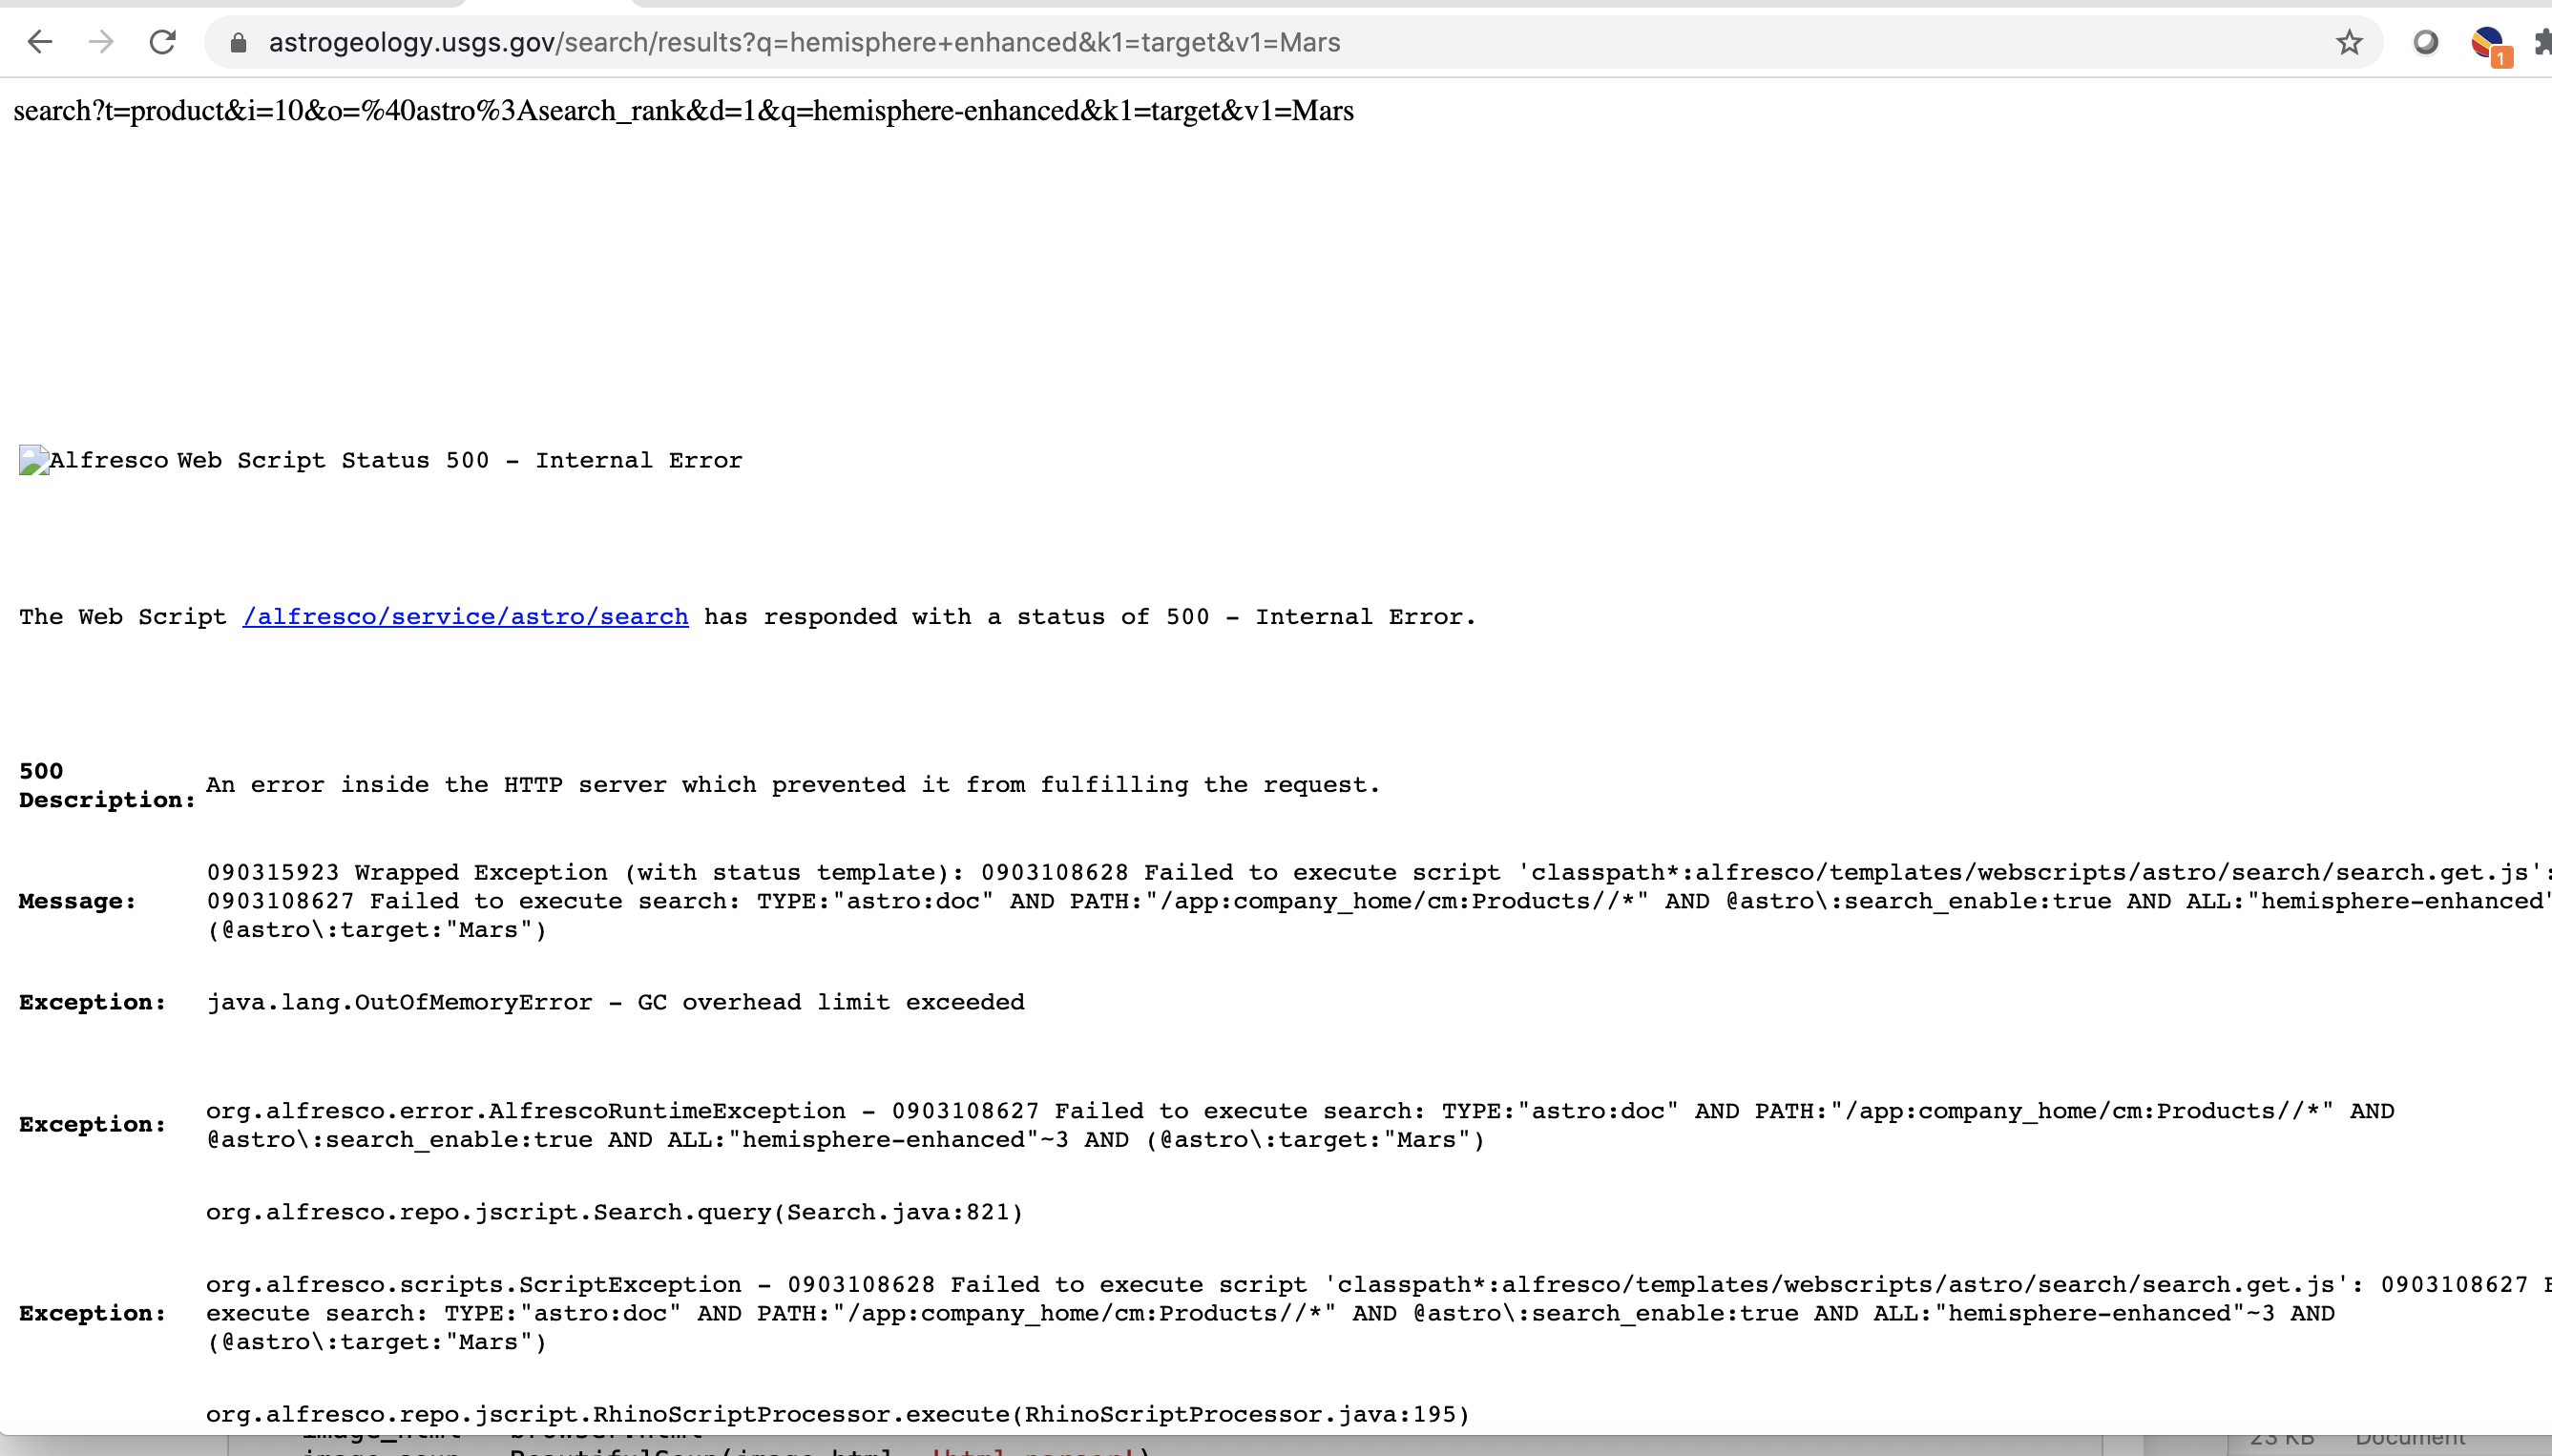 astrogeology.usgs.gov/search/results?q=hemisphere+enhanced&k1=target&v1=Mars
1
search?t=product&i=10&o=%40astro%3Asearch_rank&d=1&q=hemisphere-enhanced&k1=target&v1=Mars
Alfresco Web Script Status 500 - Internal Error
The Web Script /alfresco/service/astro/search has responded with a status of 500 - Internal Error.
500
Description: An error inside the HTTP server which prevented it from fulfilling the request.
090315923 Wrapped Exception (with status template): 0903108628 Failed to execute script 'classpath*:alfresco/templates/webscripts/astro/search/search.get.js':
Message: 0903108627 Failed to execute search: TYPE:"astro:doc" AND PATH:"/app:company_home/cm:Products//*" AND @astro\:search_enable:true AND ALL:"hemisphere-enhanced"
(@astro\:target:"Mars")
Exception: java.lang.OutOfMemoryError - GC overhead limit exceeded
org.alfresco.error.AlfrescoRuntimeException - 0903108627 Failed to execute search: TYPE:"astro:doc" AND PATH:"/app:company_home/cm:Products//*" AND
Exception: @astro\:search_enable:true AND ALL:"hemisphere-enhanced"~3 AND (@astro\:target:"Mars")
org.alfresco.repo.jscript.Search.query(Search.java:821)
org.alfresco.scripts.ScriptException - 0903108628 Failed to execute script 'classpath*:alfresco/templates/webscripts/astro/search/search.get.js': 0903108627
Exception: execute search: TYPE:"astro:doc" AND PATH:"/app:company_home/cm:Products//*" AND @astro\:search_enable:true AND ALL:"hemisphere-enhanced"~3 AND
(@astro\:target:"Mars")
org.alfresco.repo.jscript.RhinoScriptProcessor.execute(RhinoScriptProcessor.java:195)
23 KB Document